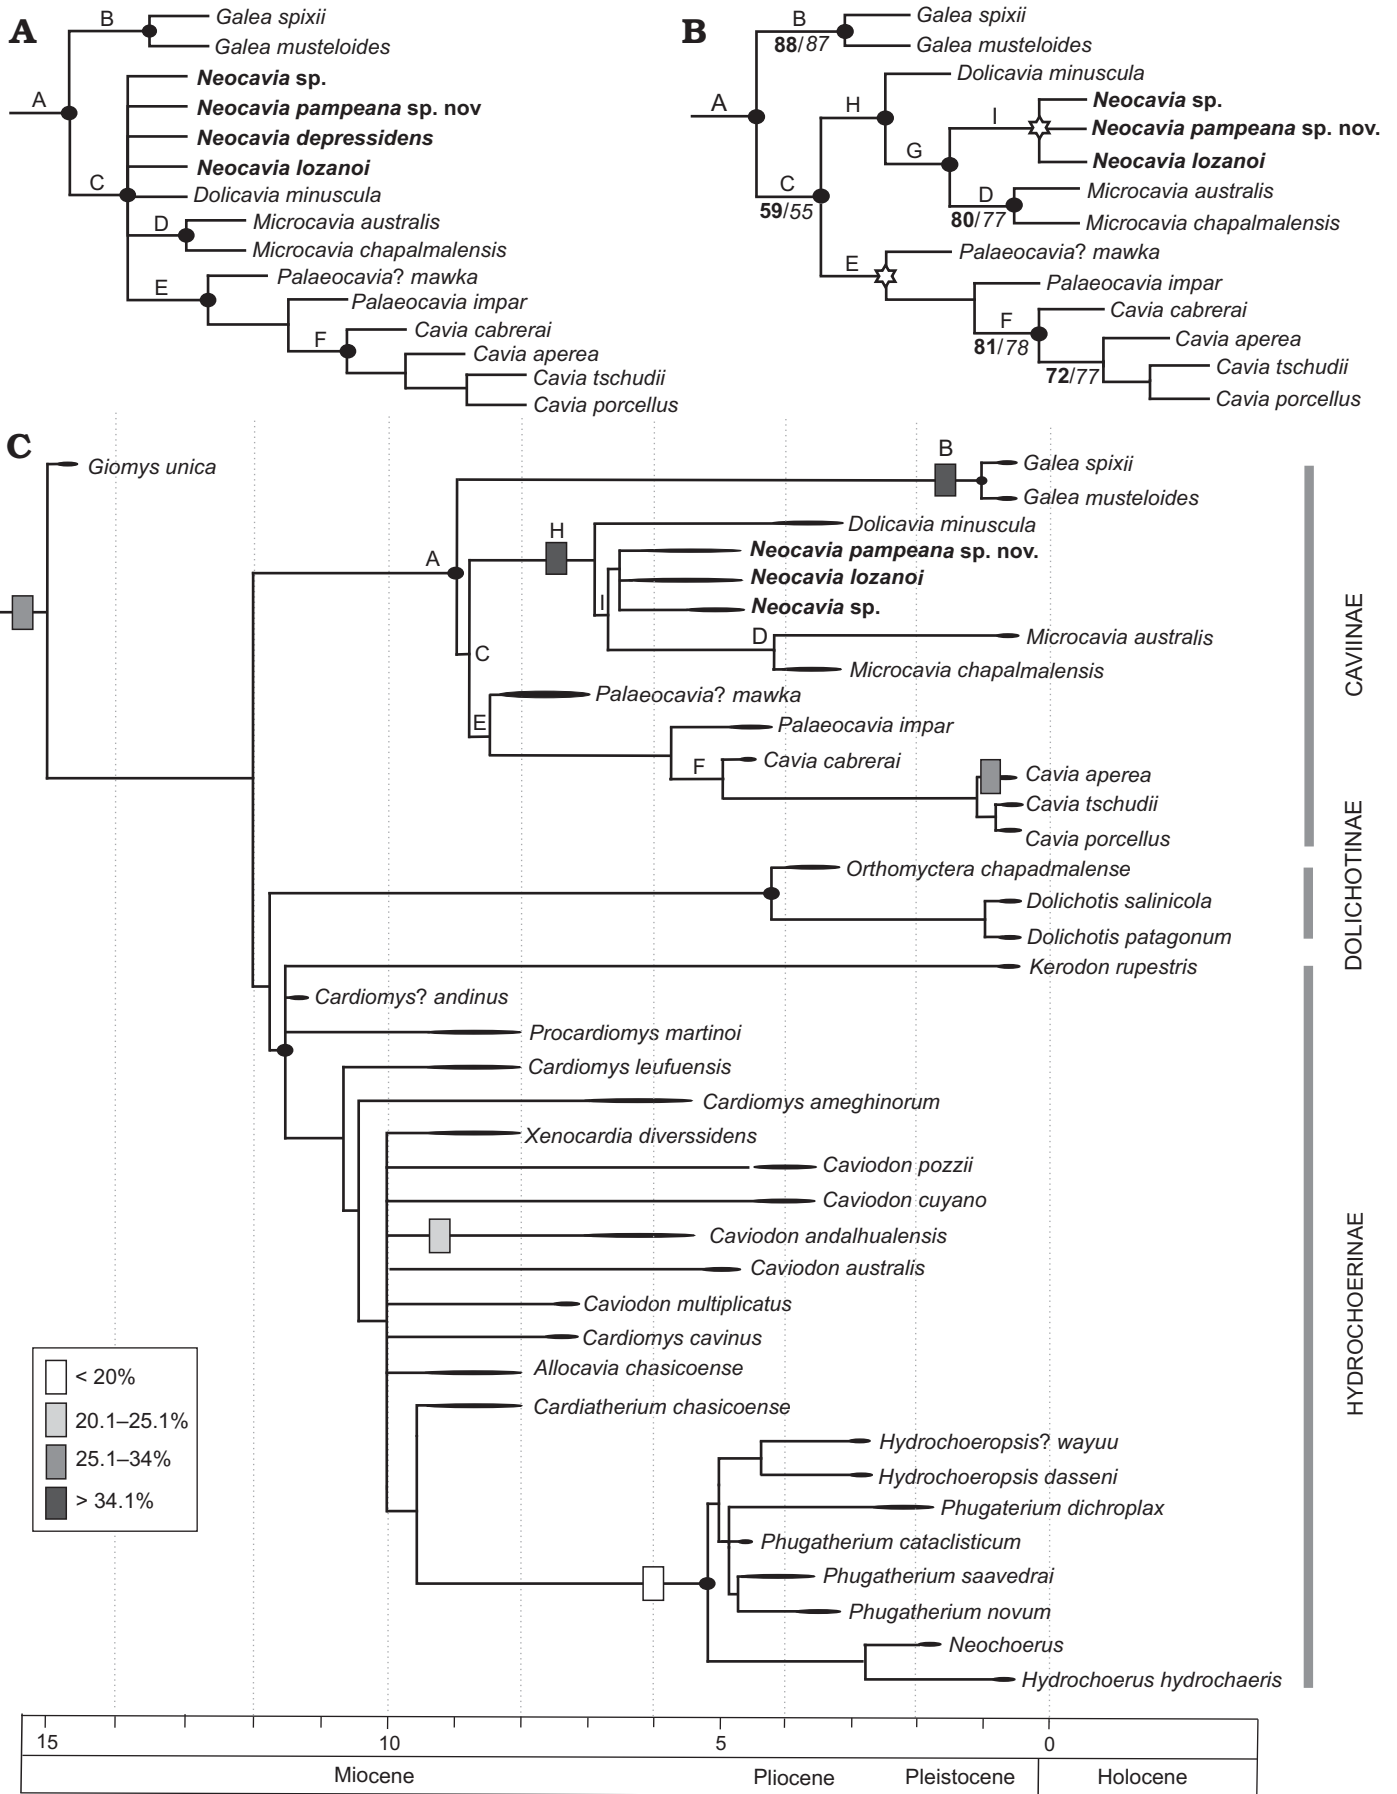 A
B
Galea spixii
Galea musteloides
A
Neocavia sp.
Neocavia pampeana sp. nov
Neocavia depressidens
Neocavia lozanoi
C
Dolicavia minuscula
D
Microcavia australis
Microcavia chapalmalensis
E
Palaeocavia? mawka
Palaeocavia impar
F
Cavia cabrerai
Cavia aperea
Cavia tschudii
Cavia porcellus
B
B
88/87
Galea spixii
Galea musteloides
A
Dolicavia minuscula
H
I
Neocavia sp.
Neocavia pampeana sp. nov.
Neocavia lozanoi
G
C
59/55
D
80/77
Microcavia australis
Microcavia chapalmalensis
E
Palaeocavia? mawka
Palaeocavia impar
F
81/78
Cavia cabrerai
72/77
Cavia aperea
Cavia tschudii
Cavia porcellus
C
Giomys unica
B
Galea spixii
Galea musteloides
H
Dolicavia minuscula
A
Neocavia pampeana sp. nov.
Neocavia lozanoi
I
Neocavia sp.
D
Microcavia australis
C
Microcavia chapalmalensis
Palaeocavia? mawka
E
Palaeocavia impar
F
Cavia cabrerai
Cavia aperea
Cavia tschudii
Cavia porcellus
CAVIINAE
Orthomyctera chapadmalense
Dolichotis salinicola
Dolichotis patagonum
DOLICHOTINAE
Kerodon rupestris
Cardiomys? andinus
Procardiomys martinoi
Cardiomys leufuensis
Cardiomys ameghinorum
Xenocardia diverssidens
Caviodon pozzii
Caviodon cuyano
Caviodon andalhualensis
Caviodon australis
Caviodon multiplicatus
Cardiomys cavinus
Allocavia chasicoense
Cardiatherium chasicoense
Hydrochoeropsis? wayuu
Hydrochoeropsis dasseni
Phugaterium dichroplax
Phugatherium cataclisticum
Phugatherium saavedrai
Phugatherium novum
Neochoerus
Hydrochoerus hydrochaeris
HYDROCHOERINAE
< 20%
20.1–25.1%
25.1–34%
> 34.1%
15 10 5 0
Miocene Pliocene Pleistocene Holocene